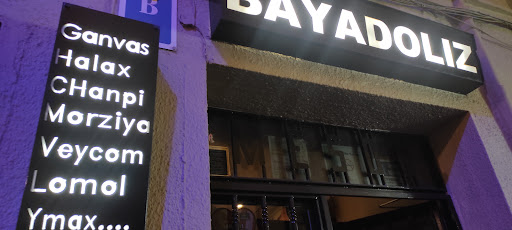 B
BAYADOLIZ
Ganvas
Halax
CHanpi
Morziya
Veycom
Lomol
Ymax....